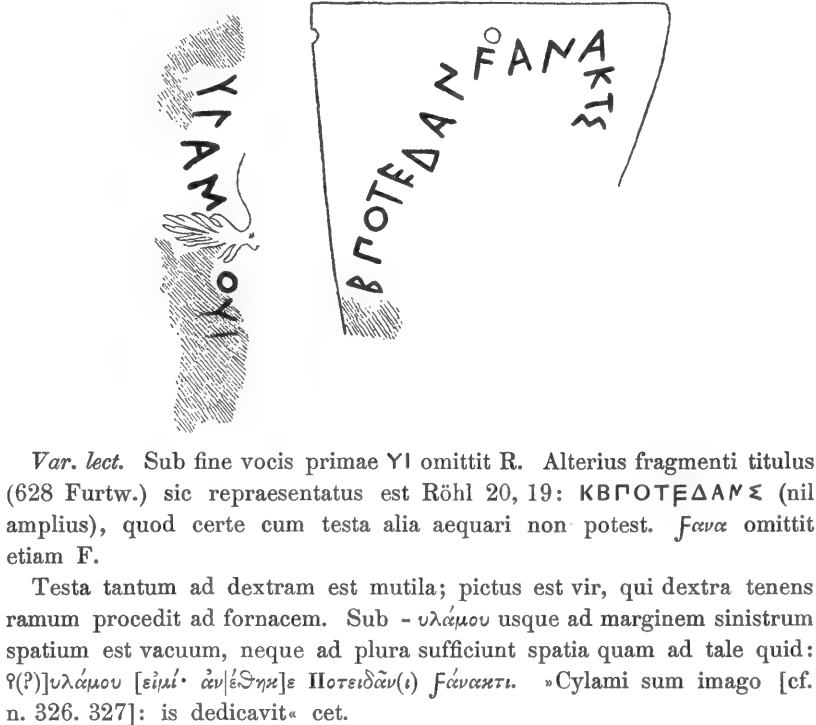 ΥΓΑΜΟΥΙ
ΒΠΟΤΕΔΑΝϜΑΝΑΚΤΣ
Var. lect. Sub fine vocis primae ΥΙ omittit R. Alterius fragmenti titulus
(628 Furtw.) sic repraesentatus est Röhl 20, 19: ΚΒΠΟΤΕΔΑΝΣ (nil
amplius), quod certe cum testa alia aequari non potest. ϝανα omittit
etiam F.
Testa tantum ad dextram est mutila; pictus est vir, qui dextra tenens
ramum procedit ad fornacem. Sub - υλάμου usque ad marginem sinistrum
spatium est vacuum, neque ad plura sufficiunt spatia quam ad tale quid:
ϙ(?)]υλάμου [εἰμί· ἀν|έθηκ]ε Ποτειδᾶν(ι) ϝάνακτι. »Cylami sum imago [cf.
n. 326. 327]: is dedicavit« cet.